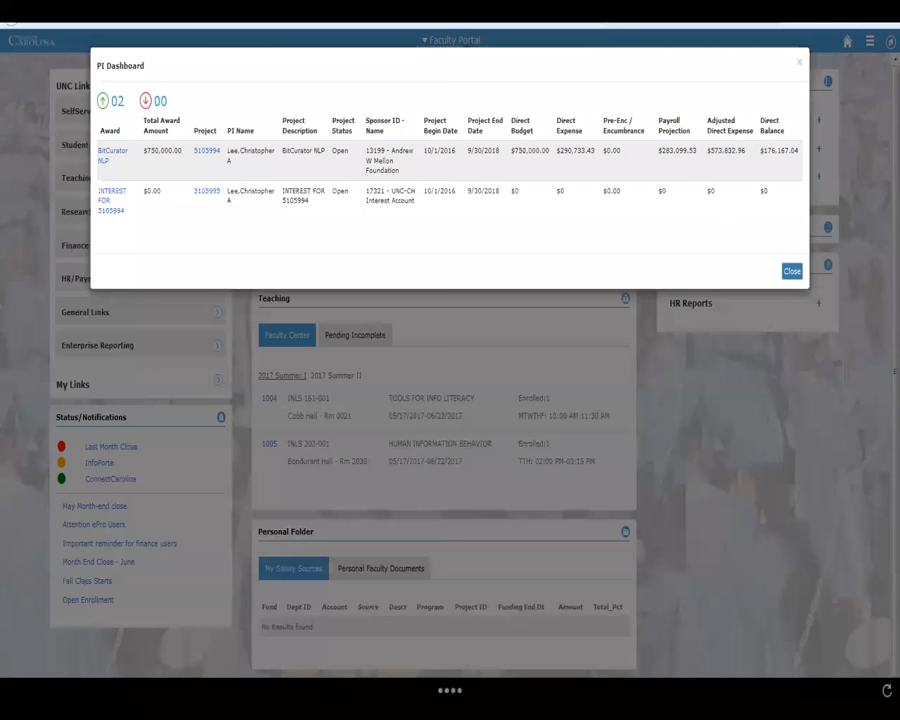 CAROLINA
▼ Faculty Portal
PI Dashboard
x
02 00
Award Total Award Amount Project PI Name Project Description Project Status Sponsor ID - Name Project Begin Date Project End Date Direct Budget Direct Expense Pre-Enc / Encumbrance Payroll Projection Adjusted Direct Expense Direct Balance
BitCurator NLP $750,000.00 5105994 Lee,Christopher A BitCurator NLP Open 13199 - Andrew W Mellon Foundation 10/1/2016 9/30/2018 $750,000.00 $290,733.43 $0.00 $283,099.53 $573,832.96 $176,167.04
INTEREST FOR 5105994 $0.00 5105995 Lee,Christopher A INTEREST FOR 5105994 Open 17321 - UNC-CH Interest Account 10/1/2016 9/30/2018 $0 $0 $0.00 $0 $0 $0
Close
UNC Link
SelfServ
Student
Teachin
Researc
Finance
HR/Payr
General Links
Enterprise Reporting
My Links
Status/Notifications
Last Month Close
InfoPorte
ConnectCarolina
May Month-end close
Attention ePro Users
Important reminder for finance users
Month End Close - June
Fall Class Starts
Open Enrollment
Teaching
Faculty Center Pending Incomplete
2017 Summer I 2017 Summer II
1004 INLS 161-001 TOOLS FOR INFO LITERACY Enrolled:1
Cobb Hall - Rm 0021 05/17/2017-06/23/2017 MTWTHF: 10:00 AM-11:30 AM
1005 INLS 200-001 HUMAN INFORMATION BEHAVIOR Enrolled:1
Bondurant Hall - Rm 2030 05/17/2017-06/22/2017 TTH: 02:00 PM-03:15 PM
Personal Folder
My Salary Sources Personal Faculty Documents
Fund Dept ID Account Source Descr Program Project ID Funding End Dt Amount Total_Pct
No Results found.
HR Reports +